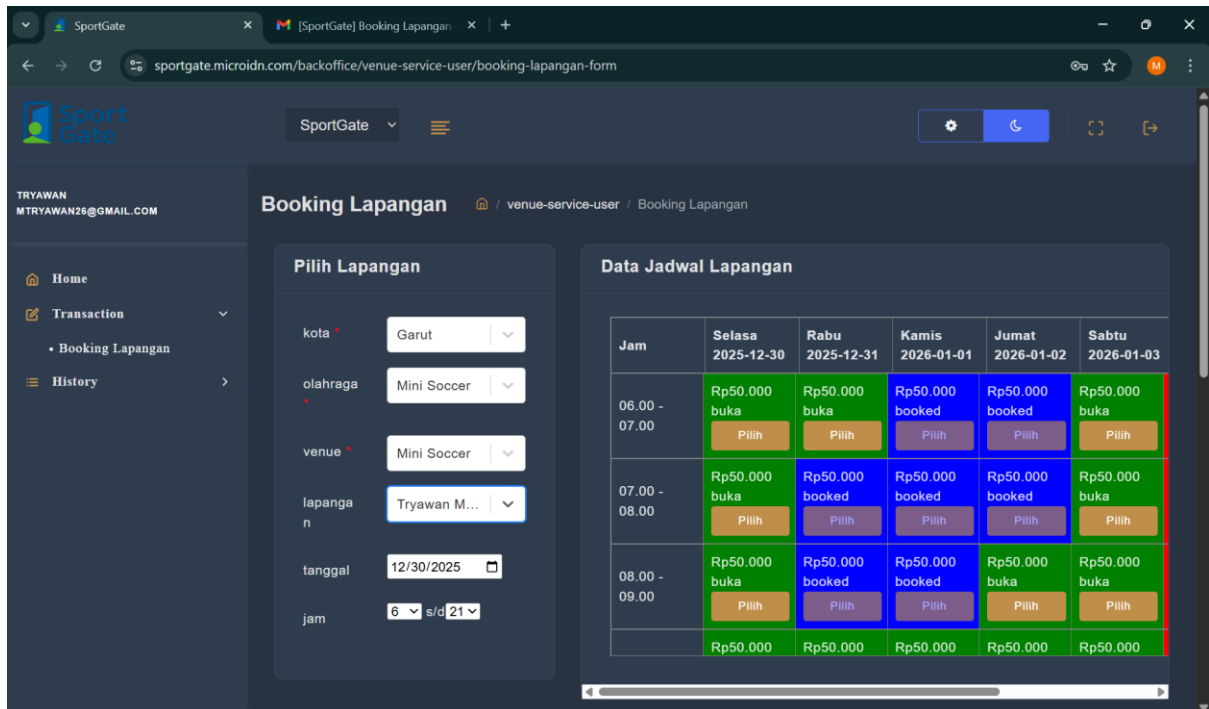 SportGate
[SportGate] Booking Lapangan
sportgate.microidn.com/backoffice/venue-service-user/booking-lapangan-form
M
Sport
Gate
SportGate
TRYAWAN
MTRYAWAN26@GMAIL.COM
Home
Transaction
• Booking Lapangan
History
Booking Lapangan
/ venue-service-user / Booking Lapangan
Pilih Lapangan
kota *
Garut
olahraga
*
Mini Soccer
venue *
Mini Soccer
lapanga
n
Tryawan M...
tanggal
12/30/2025
jam
6 s/d 21
Data Jadwal Lapangan
Jam
Selasa
2025-12-30
Rabu
2025-12-31
Kamis
2026-01-01
Jumat
2026-01-02
Sabtu
2026-01-03
06.00 -
07.00
Rp50.000
buka
Pilih
Rp50.000
buka
Pilih
Rp50.000
booked
Pilih
Rp50.000
booked
Pilih
Rp50.000
buka
Pilih
07.00 -
08.00
Rp50.000
buka
Pilih
Rp50.000
booked
Pilih
Rp50.000
booked
Pilih
Rp50.000
booked
Pilih
Rp50.000
buka
Pilih
08.00 -
09.00
Rp50.000
buka
Pilih
Rp50.000
booked
Pilih
Rp50.000
booked
Pilih
Rp50.000
buka
Pilih
Rp50.000
buka
Pilih
Rp50.000
Rp50.000
Rp50.000
Rp50.000
Rp50.000